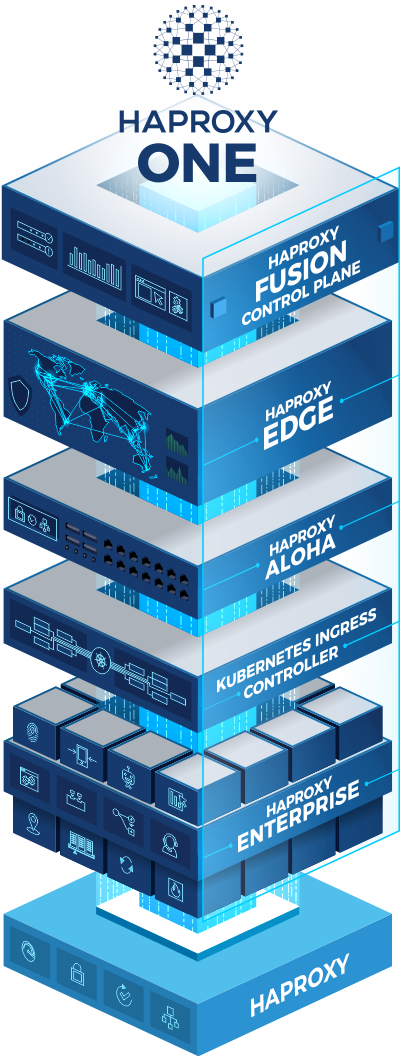 HAPROXY
ONE
HAPROXY
FUSION
CONTROL PLANE
HAPROXY
EDGE
HAPROXY
ALOHA
KUBERNETES INGRESS
CONTROLLER
HAPROXY
ENTERPRISE
HAPROXY